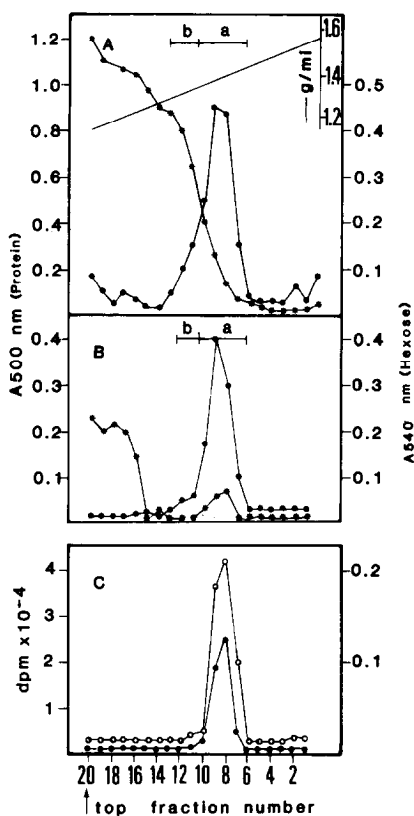 A
b
a
1.6
1.4
1.2
g/ml
1.2
1.0
0.8
0.6
0.4
0.2
0.5
0.4
0.3
0.2
0.1
A500 nm (Protein)
A540 nm (Hexose)
B
b
a
0.4
0.3
0.2
0.1
0.4
0.3
0.2
0.1
C
dpm x10-4
4
3
2
1
0.2
0.1
20 18 16 14 12 10 8 6 4 2
top fraction number